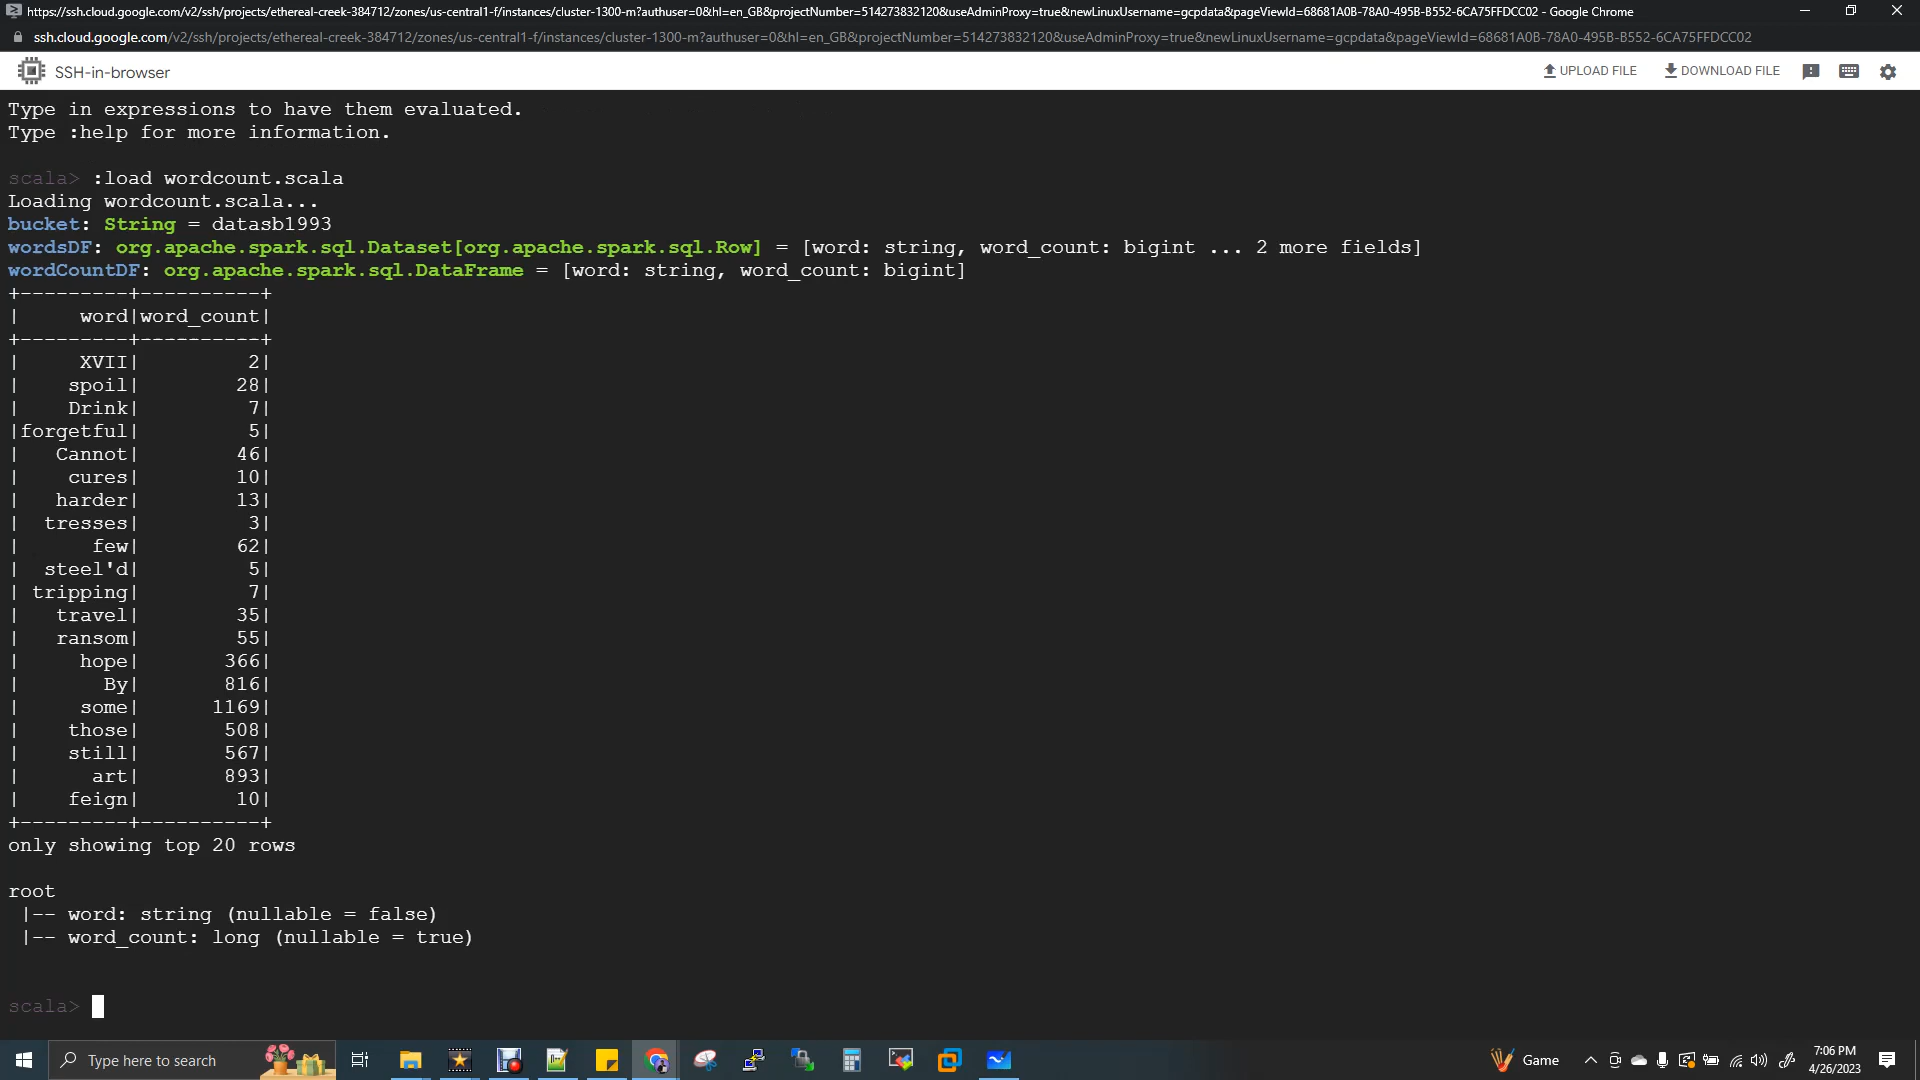 https://ssh.cloud.google.com/v2/ssh/projects/ethereal-creek-384712/zones/us-central1-f/instances/cluster-1300-m?authuser=0&hl=en_GB&projectNumber=514273832120&useAdminProxy=true&newLinuxUsername=gcpdata&pageViewId=68681A0B-78A0-495B-B552-6CA75FFDCC02 - Google Chrome
ssh.cloud.google.com/v2/ssh/projects/ethereal-creek-384712/zones/us-central1-f/instances/cluster-1300-m?authuser=0&hl=en_GB&projectNumber=514273832120&useAdminProxy=true&newLinuxUsername=gcpdata&pageViewId=68681A0B-78A0-495B-B552-6CA75FFDCC02
SSH-in-browser UPLOAD FILE DOWNLOAD FILE
Type in expressions to have them evaluated.
Type :help for more information.
scala> :load wordcount.scala
Loading wordcount.scala...
bucket: String = datasb1993
wordsDF: org.apache.spark.sql.Dataset[org.apache.spark.sql.Row] = [word: string, word_count: bigint ... 2 more fields]
wordCountDF: org.apache.spark.sql.DataFrame = [word: string, word_count: bigint]
+---------+----------+
|     word|word_count|
+---------+----------+
|     XVII|         2|
|    spoil|        28|
|    Drink|         7|
|forgetful|         5|
|   Cannot|        46|
|    cures|        10|
|   harder|        13|
|  tresses|         3|
|      few|        62|
|  steel'd|         5|
| tripping|         7|
|   travel|        35|
|   ransom|        55|
|     hope|       366|
|       By|       816|
|     some|      1169|
|    those|       508|
|    still|       567|
|      art|       893|
|    feign|        10|
+---------+----------+
only showing top 20 rows
root
 |-- word: string (nullable = false)
 |-- word_count: long (nullable = true)
scala>
Type here to search
Game
7:06 PM
4/26/2023